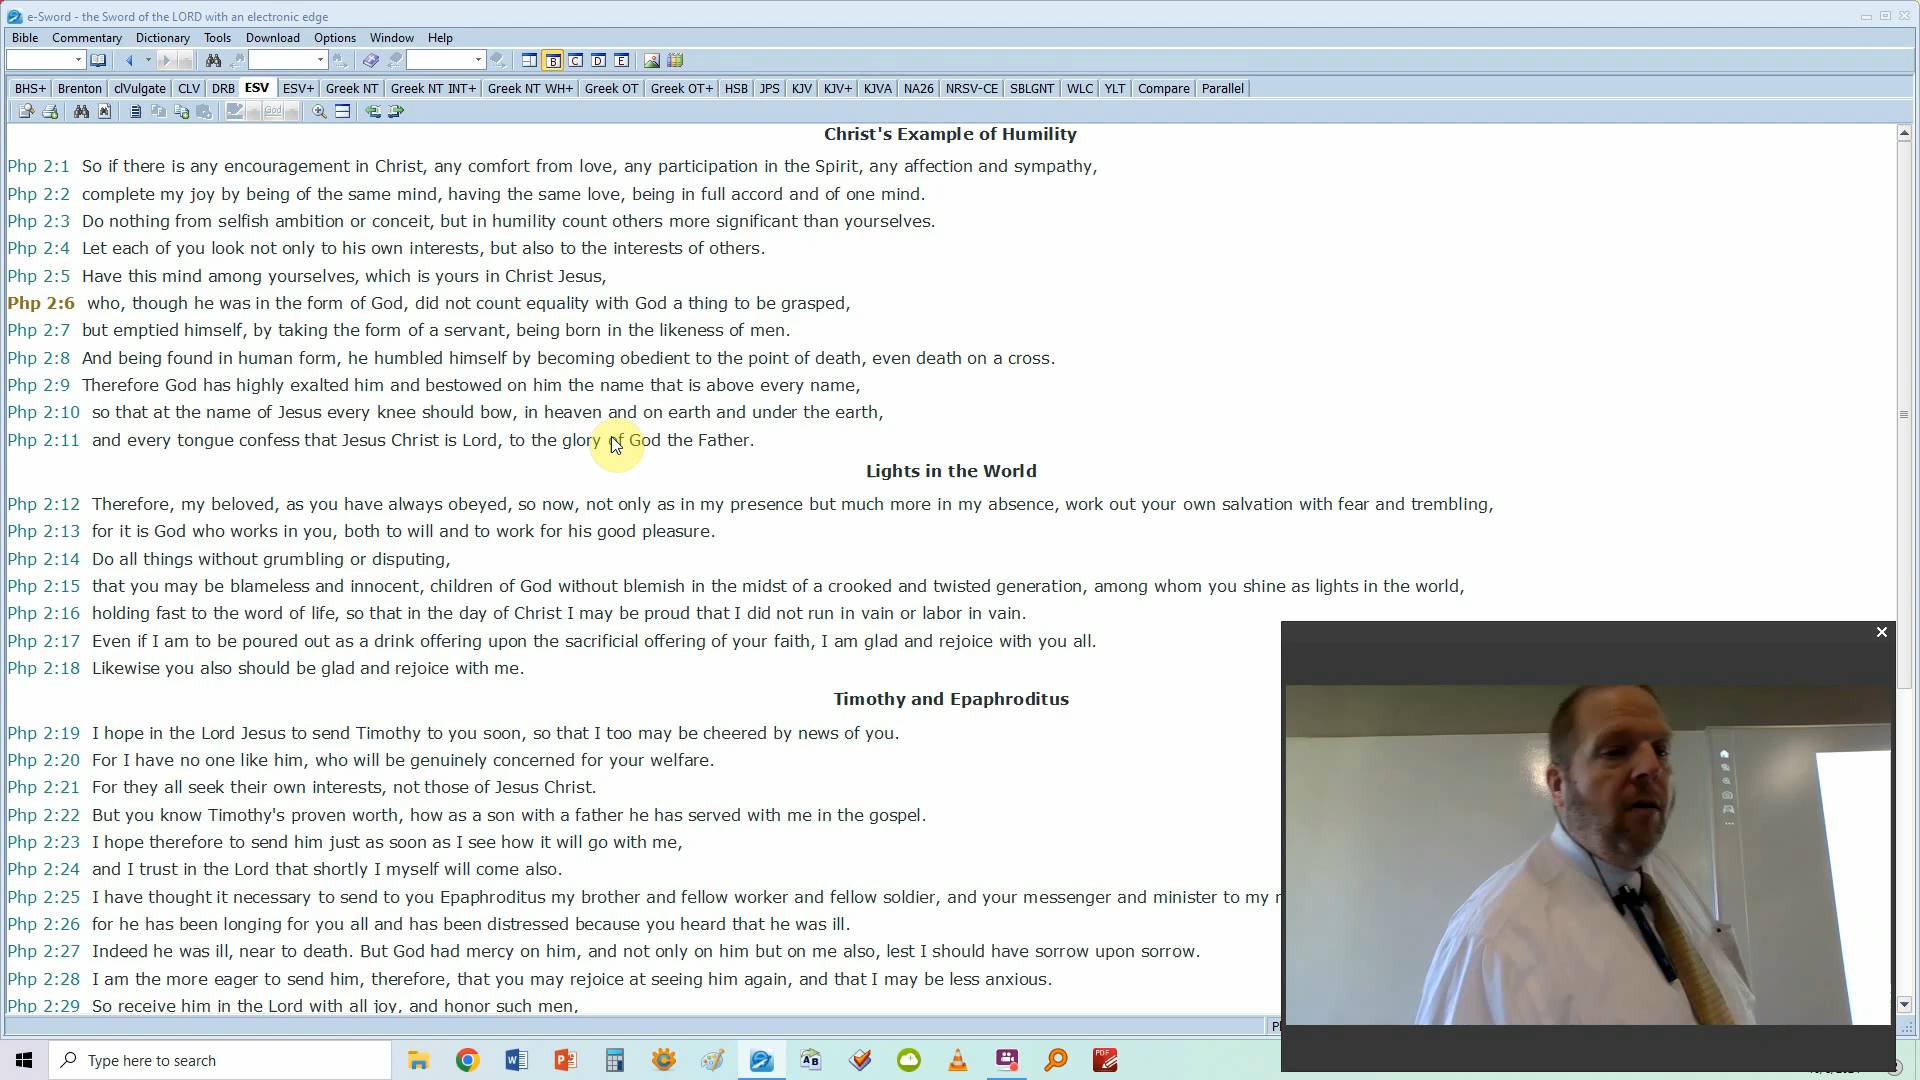 e-Sword - the Sword of the LORD with an electronic edge
Bible Commentary Dictionary Tools Download Options Window Help
B C D E
BHS+ Brenton clVulgate CLV DRB ESV ESV+ Greek NT Greek NT INT+ Greek NT WH+ Greek OT Greek OT+ HSB JPS KJV KJV+ KJVA NA26 NRSV-CE SBLGNT WLC YLT Compare Parallel
God
Christ's Example of Humility
Php 2:1 So if there is any encouragement in Christ, any comfort from love, any participation in the Spirit, any affection and sympathy,
Php 2:2 complete my joy by being of the same mind, having the same love, being in full accord and of one mind.
Php 2:3 Do nothing from selfish ambition or conceit, but in humility count others more significant than yourselves.
Php 2:4 Let each of you look not only to his own interests, but also to the interests of others.
Php 2:5 Have this mind among yourselves, which is yours in Christ Jesus,
Php 2:6 who, though he was in the form of God, did not count equality with God a thing to be grasped,
Php 2:7 but emptied himself, by taking the form of a servant, being born in the likeness of men.
Php 2:8 And being found in human form, he humbled himself by becoming obedient to the point of death, even death on a cross.
Php 2:9 Therefore God has highly exalted him and bestowed on him the name that is above every name,
Php 2:10 so that at the name of Jesus every knee should bow, in heaven and on earth and under the earth,
Php 2:11 and every tongue confess that Jesus Christ is Lord, to the glory of God the Father.
Lights in the World
Php 2:12 Therefore, my beloved, as you have always obeyed, so now, not only as in my presence but much more in my absence, work out your own salvation with fear and trembling,
Php 2:13 for it is God who works in you, both to will and to work for his good pleasure.
Php 2:14 Do all things without grumbling or disputing,
Php 2:15 that you may be blameless and innocent, children of God without blemish in the midst of a crooked and twisted generation, among whom you shine as lights in the world,
Php 2:16 holding fast to the word of life, so that in the day of Christ I may be proud that I did not run in vain or labor in vain.
Php 2:17 Even if I am to be poured out as a drink offering upon the sacrificial offering of your faith, I am glad and rejoice with you all.
Php 2:18 Likewise you also should be glad and rejoice with me.
Timothy and Epaphroditus
Php 2:19 I hope in the Lord Jesus to send Timothy to you soon, so that I too may be cheered by news of you.
Php 2:20 For I have no one like him, who will be genuinely concerned for your welfare.
Php 2:21 For they all seek their own interests, not those of Jesus Christ.
Php 2:22 But you know Timothy's proven worth, how as a son with a father he has served with me in the gospel.
Php 2:23 I hope therefore to send him just as soon as I see how it will go with me,
Php 2:24 and I trust in the Lord that shortly I myself will come also.
Php 2:25 I have thought it necessary to send to you Epaphroditus my brother and fellow worker and fellow soldier, and your messenger and minister to my
Php 2:26 for he has been longing for you all and has been distressed because you heard that he was ill.
Php 2:27 Indeed he was ill, near to death. But God had mercy on him, and not only on him but on me also, lest I should have sorrow upon sorrow.
Php 2:28 I am the more eager to send him, therefore, that you may rejoice at seeing him again, and that I may be less anxious.
Php 2:29 So receive him in the Lord with all joy, and honor such men,
Type here to search